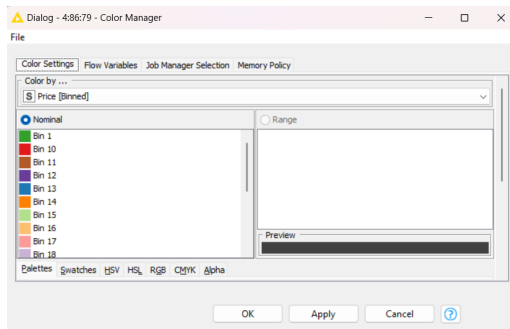 Dialog - 4:86:79 - Color Manager
File
Color Settings Flow Variables Job Manager Selection Memory Policy
Color by ...
S Price [Binned]
Nominal
Range
Bin 1
Bin 10
Bin 11
Bin 12
Bin 13
Bin 14
Bin 15
Bin 16
Bin 17
Bin 18
Preview
Palettes Swatches HSV HSL RGB CMYK Alpha
OK Apply Cancel ?